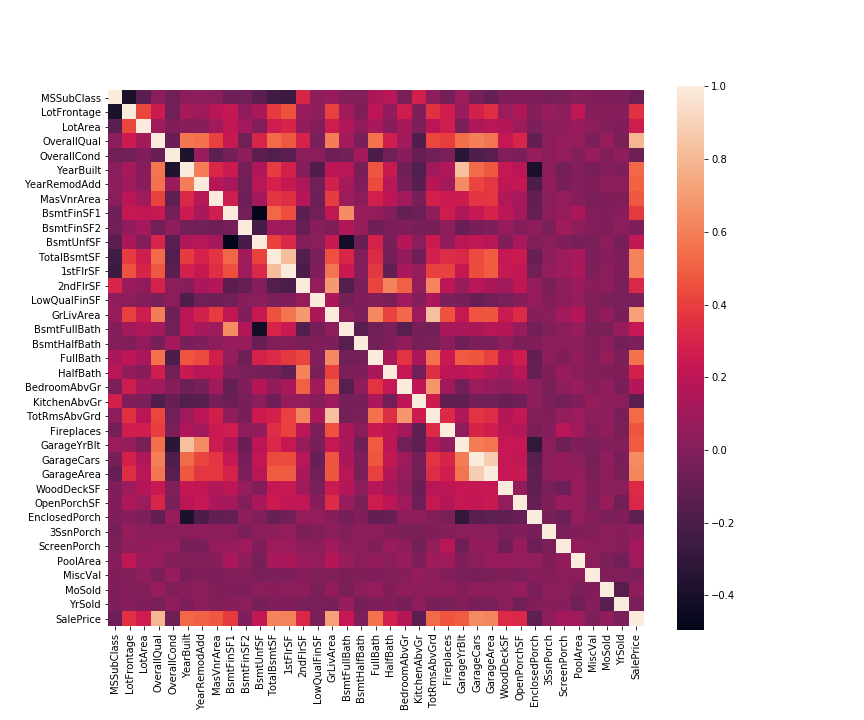 MSSubClass
LotFrontage
LotArea
OverallQual
OverallCond
YearBuilt
YearRemodAdd
MasVnrArea
BsmtFinSF1
BsmtFinSF2
BsmtUnfSF
TotalBsmtSF
1stFlrSF
2ndFlrSF
LowQualFinSF
GrLivArea
BsmtFullBath
BsmtHalfBath
FullBath
HalfBath
BedroomAbvGr
KitchenAbvGr
TotRmsAbvGrd
Fireplaces
GarageYrBlt
GarageCars
GarageArea
WoodDeckSF
OpenPorchSF
EnclosedPorch
3SsnPorch
ScreenPorch
PoolArea
MiscVal
MoSold
YrSold
SalePrice
MSSubClass
LotFrontage
LotArea
OverallQual
OverallCond
YearBuilt
YearRemodAdd
MasVnrArea
BsmtFinSF1
BsmtFinSF2
BsmtUnfSF
TotalBsmtSF
1stFlrSF
2ndFlrSF
LowQualFinSF
GrLivArea
BsmtFullBath
BsmtHalfBath
FullBath
HalfBath
BedroomAbvGr
KitchenAbvGr
TotRmsAbvGrd
Fireplaces
GarageYrBlt
GarageCars
GarageArea
WoodDeckSF
OpenPorchSF
EnclosedPorch
3SsnPorch
ScreenPorch
PoolArea
MiscVal
MoSold
YrSold
SalePrice
1.0
0.8
0.6
0.4
0.2
0.0
−0.2
−0.4